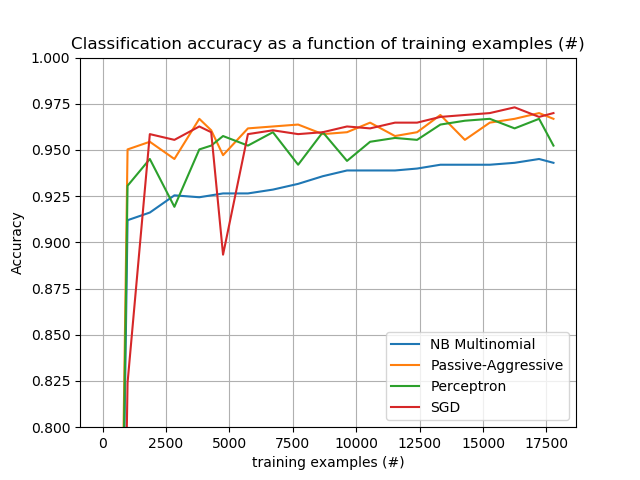 Classification accuracy as a function of training examples (#)
1.000
0.975
0.950
0.925
0.900
0.875
0.850
0.825
0.800
Accuracy
0 2500 5000 7500 10000 12500 15000 17500
training examples (#)
NB Multinomial
Passive-Aggressive
Perceptron
SGD